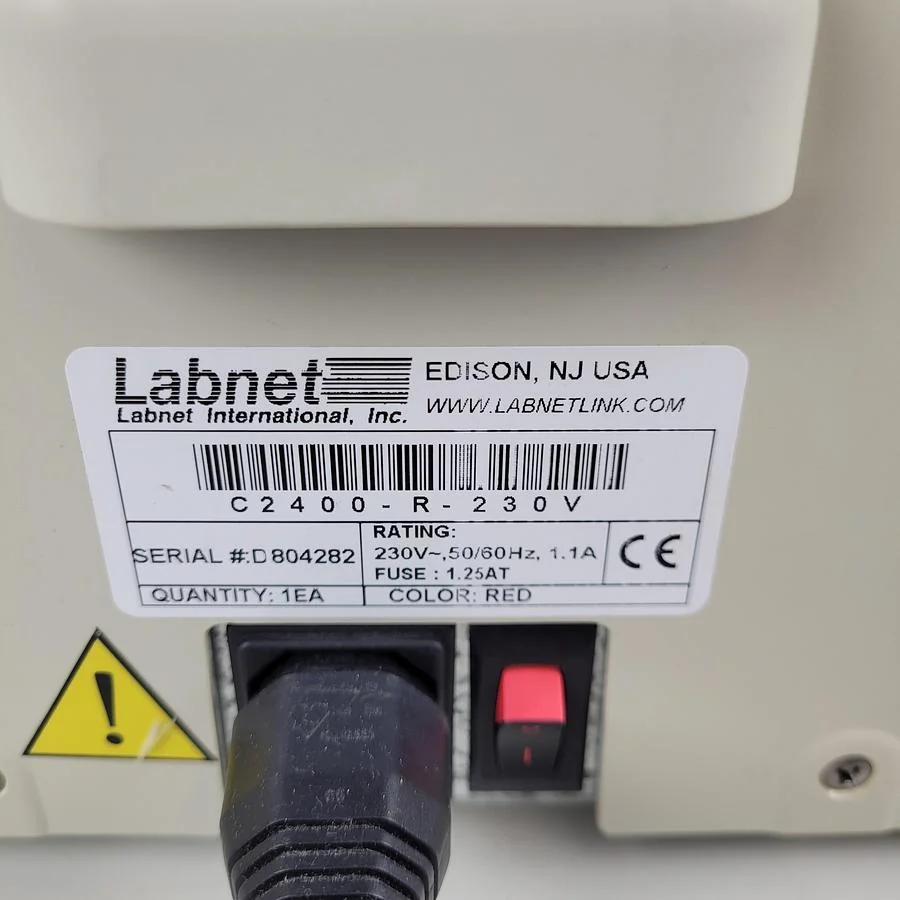 Labnet
EDISON, NJ USA
Labnet International, Inc.
WWW.LABNETLINK.COM
C2400-R-230V
SERIAL #:D804282
RATING:
230V~,50/60Hz, 1.1A
FUSE : 1.25AT
CE
QUANTITY: 1EA
COLOR: RED
!